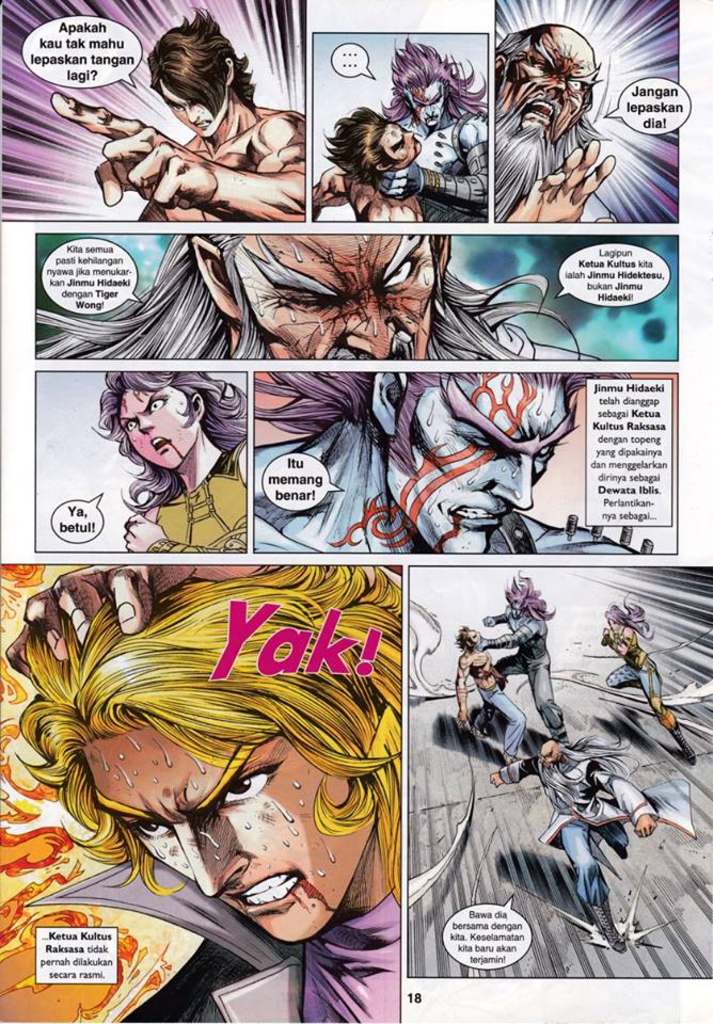 Apakah
kau tak mahu
lepaskan tangan
lagi?
... ...
Jangan
lepaskan
dia!
Kita semua
pasti kehilangan
nyawa jika menukar-
kan Jinmu Hidaeki
dengan Tiger
Wong!
Lagipun
Ketua Kultus kita
ialah Jinmu Hidektesu,
bukan Jinmu
Hidaeki!
Ya,
betul!
Itu
memang
benar!
Jinmu Hidaeki
telah dianggap
sebagai Ketua
Kultus Raksasa
dengan topeng
yang dipakainya
dan menggelarkan
dirinya sebagai
Dewata Iblis.
Perlantikan-
nya sebagai...
Yak!
...Ketua Kultus
Raksasa tidak
pernah dilakukan
secara rasmi.
Bawa dia
bersama dengan
kita. Keselamatan
kita baru akan
terjamin!
18